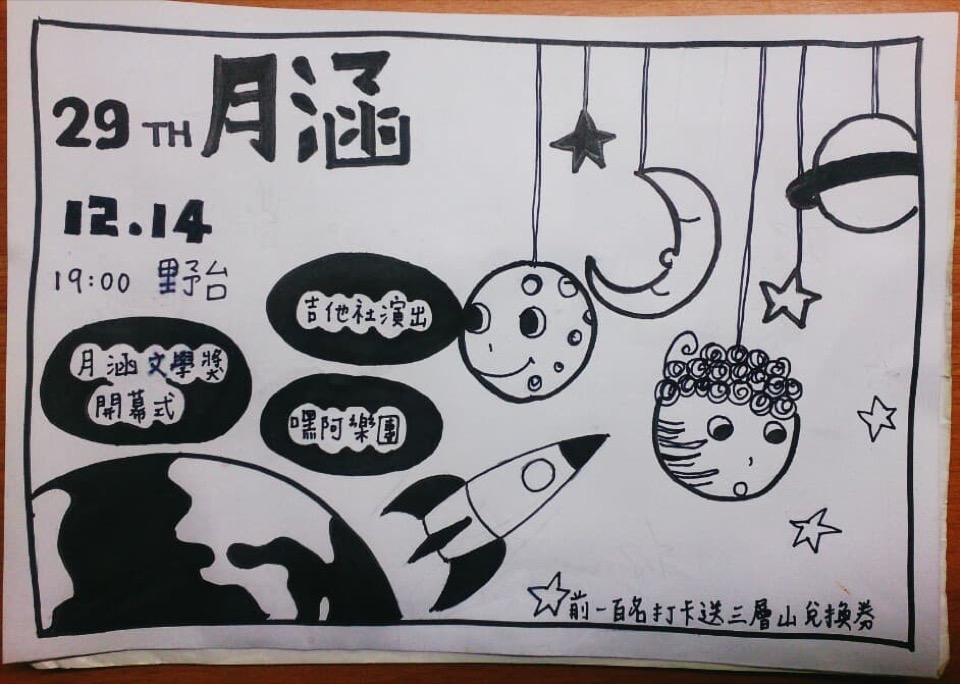 29 TH 月涵
12.14
19:00 野台
吉他社演出
月涵文學獎
開幕式
嘿阿樂團
前一百名打卡送三層山兌換券